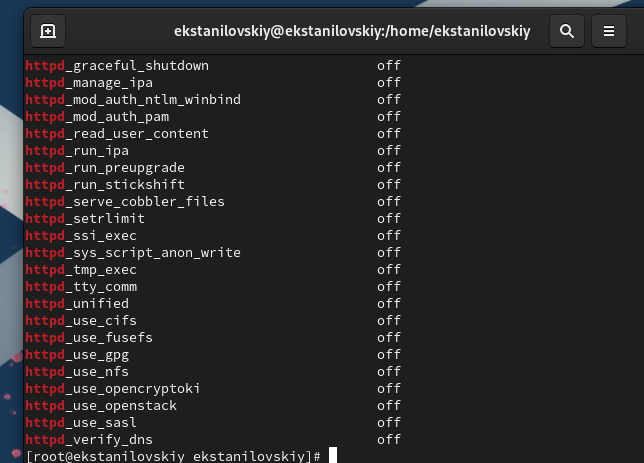 ekstanilovskiy@ekstanilovskiy:/home/ekstanilovskiy
httpd_graceful_shutdown off
httpd_manage_ipa off
httpd_mod_auth_ntlm_winbind off
httpd_mod_auth_pam off
httpd_read_user_content off
httpd_run_ipa off
httpd_run_preupgrade off
httpd_run_stickshift off
httpd_serve_cobbler_files off
httpd_setrlimit off
httpd_ssi_exec off
httpd_sys_script_anon_write off
httpd_tmp_exec off
httpd_tty_comm off
httpd_unified off
httpd_use_cifs off
httpd_use_fusefs off
httpd_use_gpg off
httpd_use_nfs off
httpd_use_opencryptoki off
httpd_use_openstack off
httpd_use_sasl off
httpd_verify_dns off
[root@ekstanilovskiy ekstanilovskiy]#